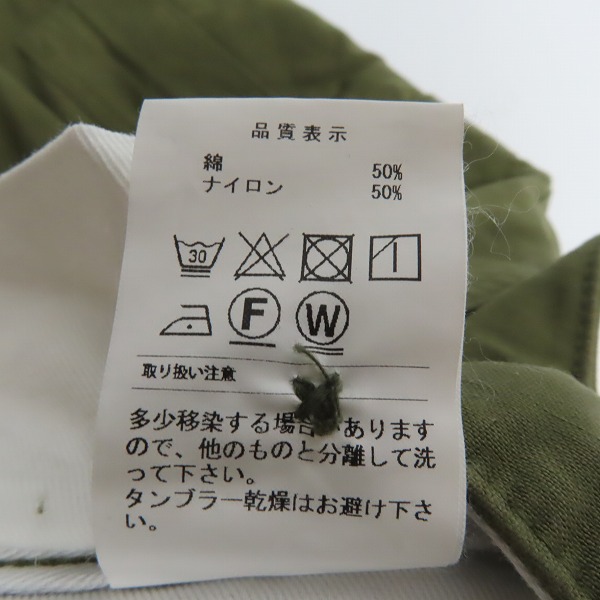 品質表示
綿 50%
ナイロン 50%
30
F W
取り扱い注意
多少移染する場合があります
ので、他のものと分離して洗
って下さい。
タンブラー乾燥はお避け下さ
い。